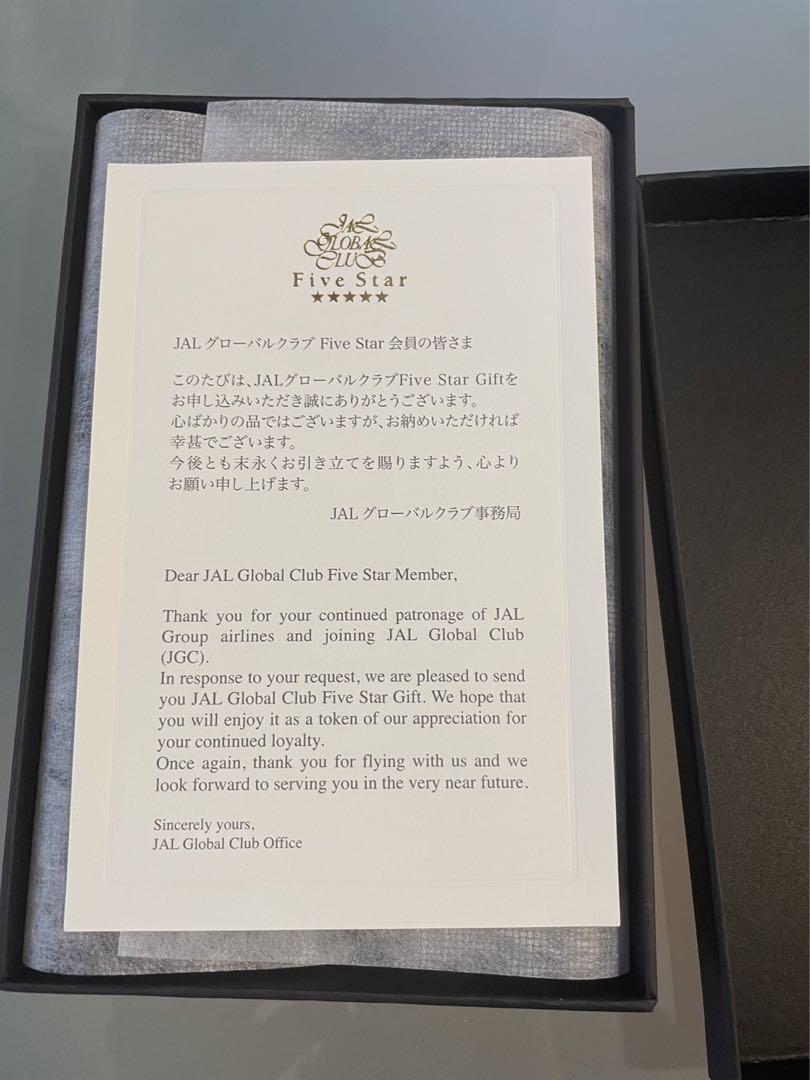 JAL
GLOBAL
CLUB
Five Star
★★★★★
JALグローバルクラブ Five Star 会員の皆さま
このたびは、JALグローバルクラブFive Star Giftを
お申し込みいただき誠にありがとうございます。
心ばかりの品ではございますが、お納めいただければ
幸甚でございます。
今後とも末永くお引き立てを賜りますよう、心より
お願い申し上げます。
JALグローバルクラブ事務局
Dear JAL Global Club Five Star Member,
Thank you for your continued patronage of JAL
Group airlines and joining JAL Global Club
(JGC).
In response to your request, we are pleased to send
you JAL Global Club Five Star Gift. We hope that
you will enjoy it as a token of our appreciation for
your continued loyalty.
Once again, thank you for flying with us and we
look forward to serving you in the very near future.
Sincerely yours,
JAL Global Club Office